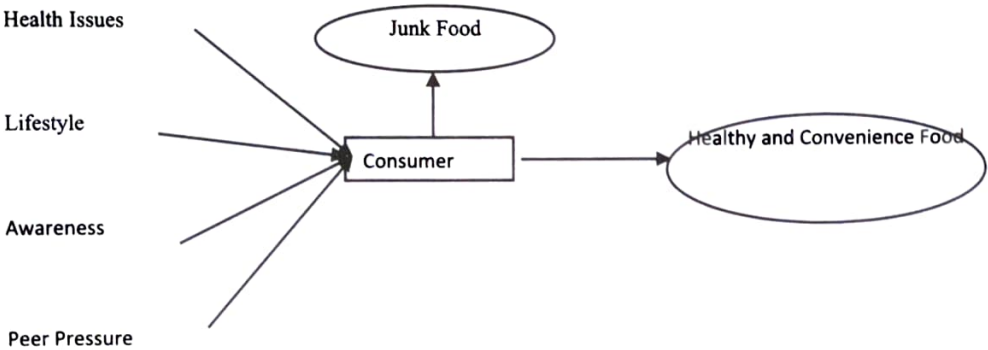 Health Issues
Junk Food
Lifestyle
Healthy and Convenience Food
Consumer
Awareness
Peer Pressure